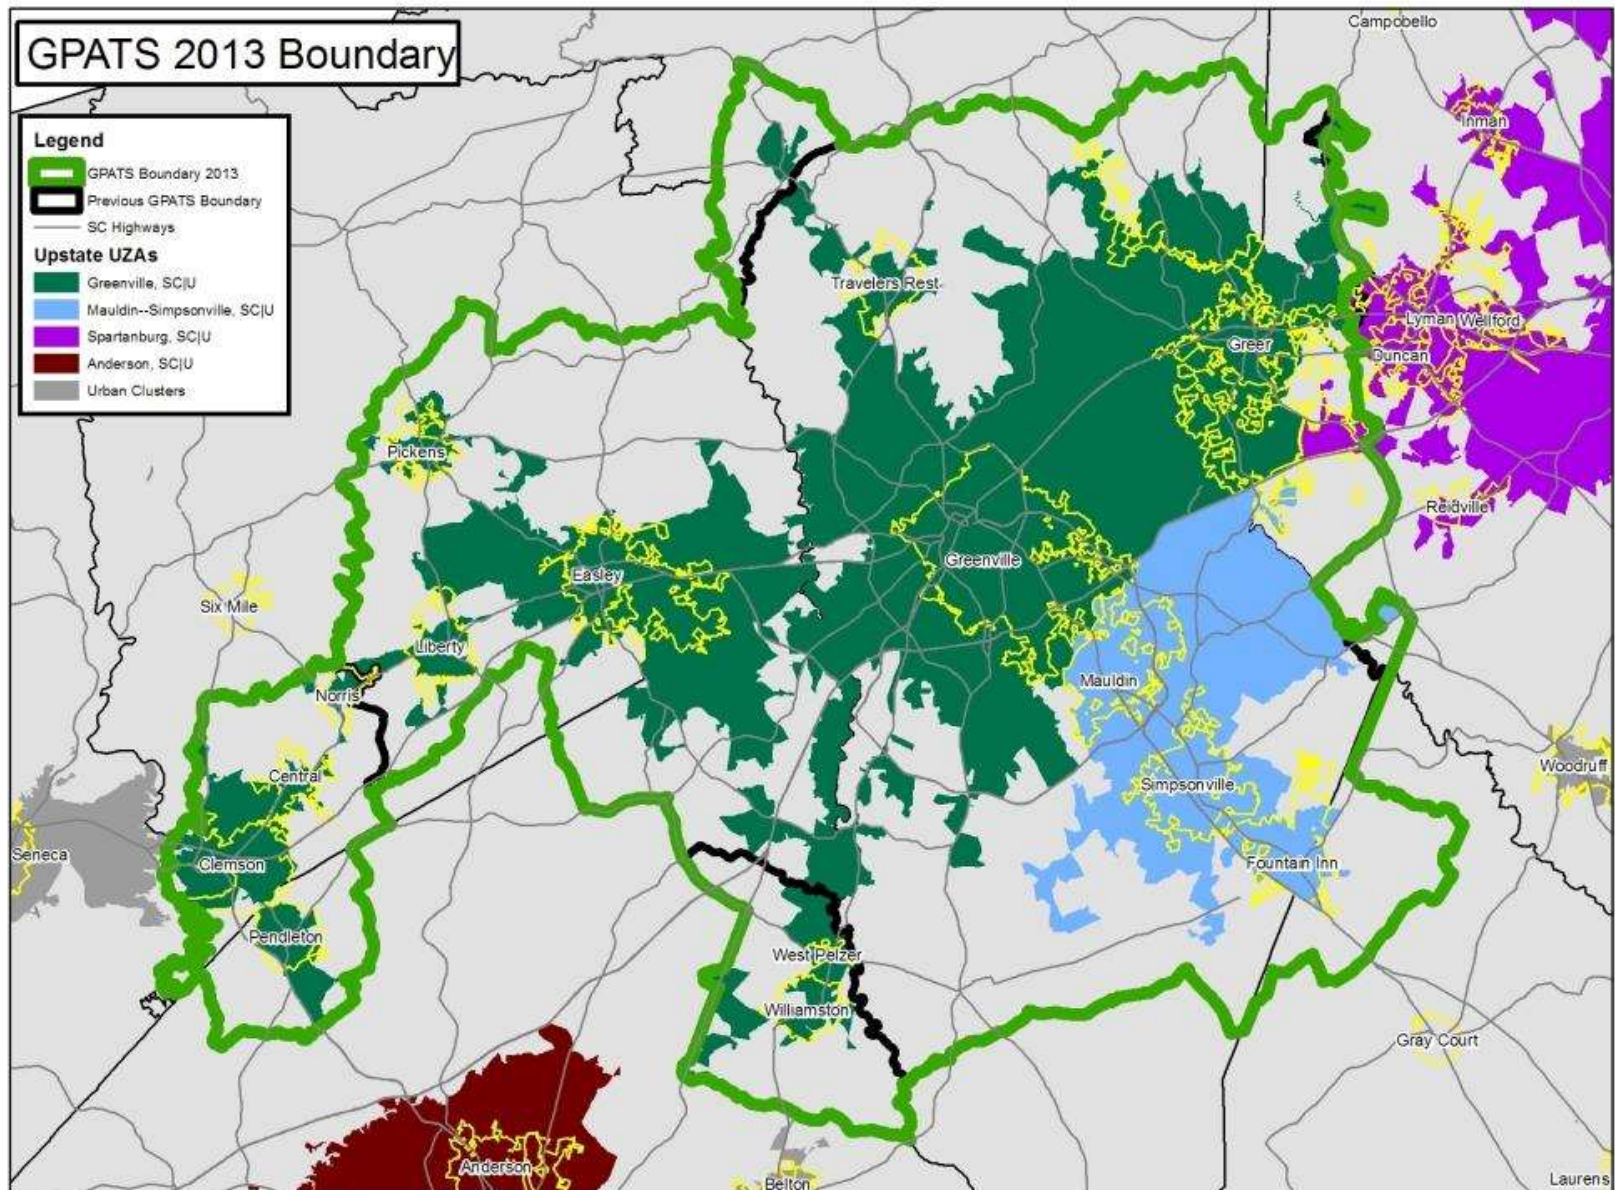 GPATS 2013 Boundary
Legend
GPATS Boundary 2013
Previous GPATS Boundary
SC Highways
Upstate UZAs
Greenville, SC|U
Mauldin--Simpsonville, SC|U
Spartanburg, SC|U
Anderson, SC|U
Urban Clusters
Campobello
Inman
Travelers Rest
Lyman
Wellford
Greer
Duncan
Pickens
Reidville
Greenville
Easley
Six Mile
Liberty
Mauldin
Norris
Woodruff
Central
Simpsonville
Seneca
Clemson
Fountain Inn
Pendleton
West Pelzer
Williamston
Gray Court
Anderson
Belton
Laurens